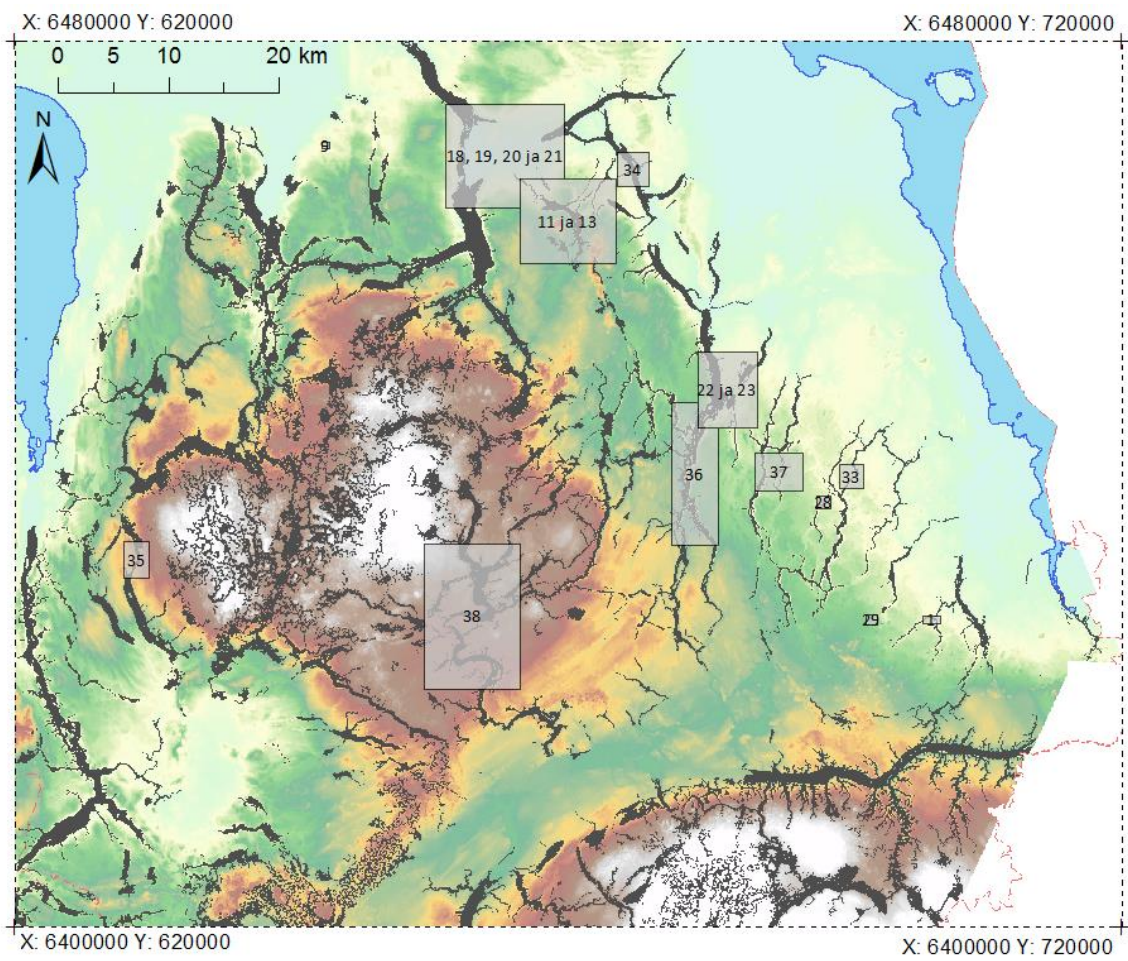 X: 6480000 Y: 620000
X: 6480000 Y: 720000
0 5 10 20 km
N
9
18, 19, 20 ja 21
34
11 ja 13
22 ja 23
36
37
33
28
35
38
29
1
X: 6400000 Y: 620000
X: 6400000 Y: 720000